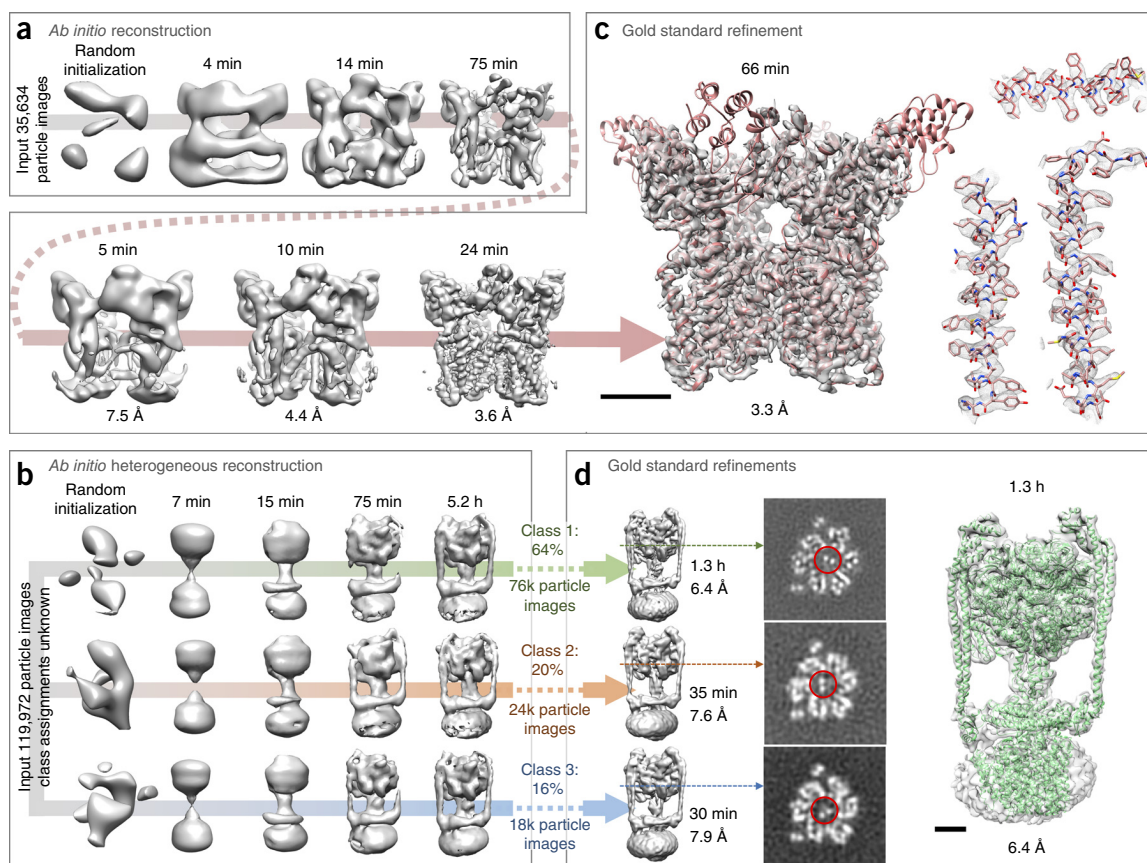 a
Ab initio reconstruction
Input 35,634
particle images
Random
initialization
4 min
14 min
75 min
5 min
10 min
24 min
7.5 Å
4.4 Å
3.6 Å
c
Gold standard refinement
66 min
3.3 Å
b
Ab initio heterogeneous reconstruction
Input 119,972 particle images
class assignments unknown
Random
initialization
7 min
15 min
75 min
5.2 h
Class 1:
64%
76k particle
images
Class 2:
20%
24k particle
images
Class 3:
16%
18k particle
images
d
Gold standard refinements
1.3 h
6.4 Å
35 min
7.6 Å
30 min
7.9 Å
1.3 h
6.4 Å